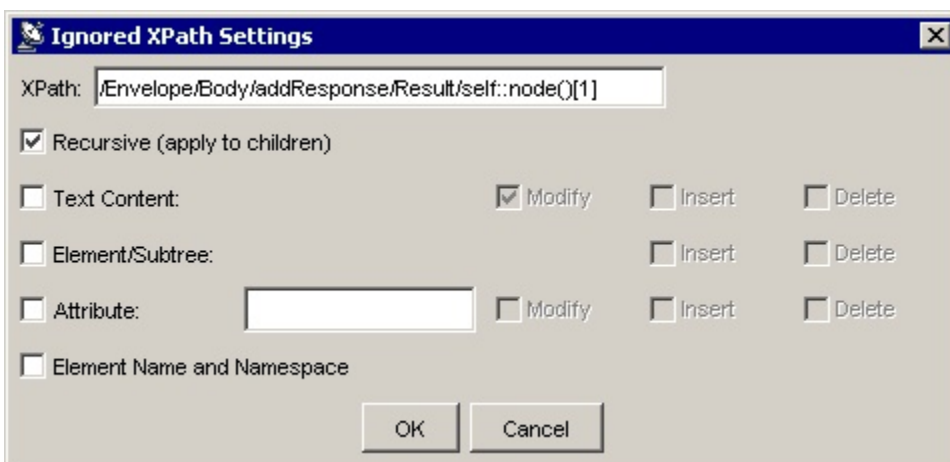 Ignored XPath Settings
XPath: /Envelope/Body/addResponse/Result/self::node()[1]
Recursive (apply to children)
Text Content: Modify Insert Delete
Element/Subtree: Insert Delete
Attribute: Modify Insert Delete
Element Name and Namespace
OK Cancel